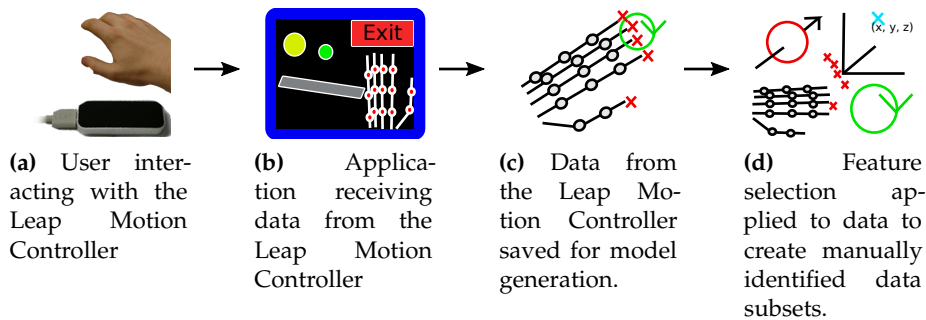 Exit
(x, y, z)
(a) User inter-
acting with the
Leap Motion
Controller
(b) Applica-
tion receiving
data from the
Leap Motion
Controller
(c) Data from
the Leap Mo-
tion Controller
saved for model
generation.
(d) Feature
selection ap-
plied to data to
create manually
identified data
subsets.